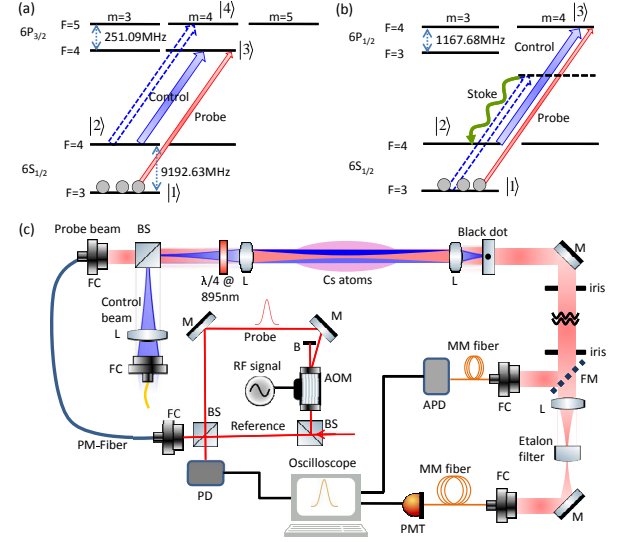 (a)
m=3
m=4
|4⟩
m=5
F=5
6P3/2
251.09MHz
F=4
|3⟩
Control
Probe
|2⟩
F=4
6S1/2
9192.63MHz
F=3
|1⟩
(b)
m=3
m=4
F=4
|3⟩
6P1/2
1167.68MHz
F=3
Control
Stoke
Probe
|2⟩
F=4
6S1/2
F=3
|1⟩
(c)
Probe beam
BS
Black dot
M
FC
λ/4 @
895nm
L
Cs atoms
L
iris
Control
beam
L
FC
M
Probe
M
B
RF signal
AOM
MM fiber
iris
FM
APD
FC
L
FC
BS
Reference
BS
PM-Fiber
Etalon
filter
PD
Oscilloscope
MM fiber
FC
PMT
M